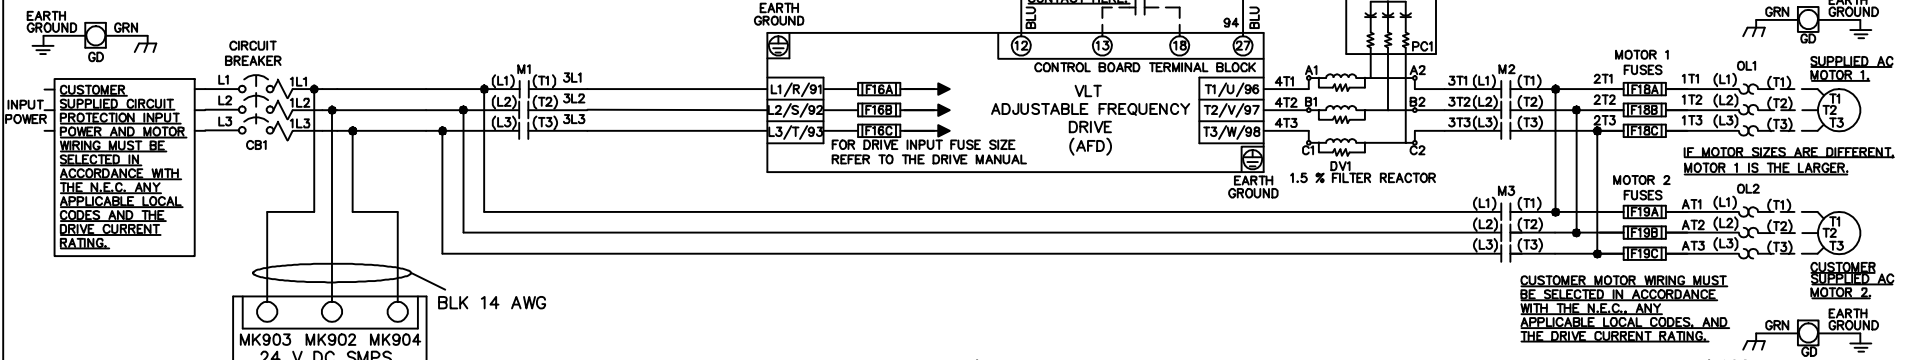 EARTH
GROUND
GRN
GD
CIRCUIT
BREAKER
L1
L2
L3
1L1
1L2
1L3
CB1
INPUT
POWER
CUSTOMER
SUPPLIED CIRCUIT
PROTECTION INPUT
POWER AND MOTOR
WIRING MUST BE
SELECTED IN
ACCORDANCE WITH
THE N.E.C. ANY
APPLICABLE LOCAL
CODES AND THE
DRIVE CURRENT
RATING.
MK903 MK902 MK904
24 V DC SMPS
BLK 14 AWG
M1
(L1) (T1) 3L1
(L2) (T2) 3L2
(L3) (T3) 3L3
EARTH
GROUND
CONTACT HERE.
BLU
94
BLU
12
13
18
27
CONTROL BOARD TERMINAL BLOCK
L1/R/91
L2/S/92
L3/T/93
F16A
F16B
F16C
FOR DRIVE INPUT FUSE SIZE
REFER TO THE DRIVE MANUAL
VLT
ADJUSTABLE FREQUENCY
DRIVE
(AFD)
T1/U/96
T2/V/97
T3/W/98
EARTH
GROUND
4T1
4T2
4T3
A1
B1
C1
A2
B2
C2
PC1
DV1
1.5 % FILTER REACTOR
M2
3T1 (L1) (T1)
3T2(L2) (T2)
3T3(L3) (T3)
M3
(L1) (T1)
(L2) (T2)
(L3) (T3)
MOTOR 1
FUSES
2T1
2T2
2T3
F18A
F18B
F18C
1T1 (L1)
1T2 (L2)
1T3 (L3)
OL1
(T1)
(T2)
(T3)
GRN
GD
EARTH
GROUND
SUPPLIED AC
MOTOR 1.
T1
T2
T3
IF MOTOR SIZES ARE DIFFERENT,
MOTOR 1 IS THE LARGER.
MOTOR 2
FUSES
F19A
F19B
F19C
AT1 (L1)
AT2 (L2)
AT3 (L3)
OL2
(T1)
(T2)
(T3)
T1
T2
T3
CUSTOMER
SUPPLIED AC
MOTOR 2.
CUSTOMER MOTOR WIRING MUST
BE SELECTED IN ACCORDANCE
WITH THE N.E.C., ANY
APPLICABLE LOCAL CODES, AND
THE DRIVE CURRENT RATING.
GRN
GD
EARTH
GROUND